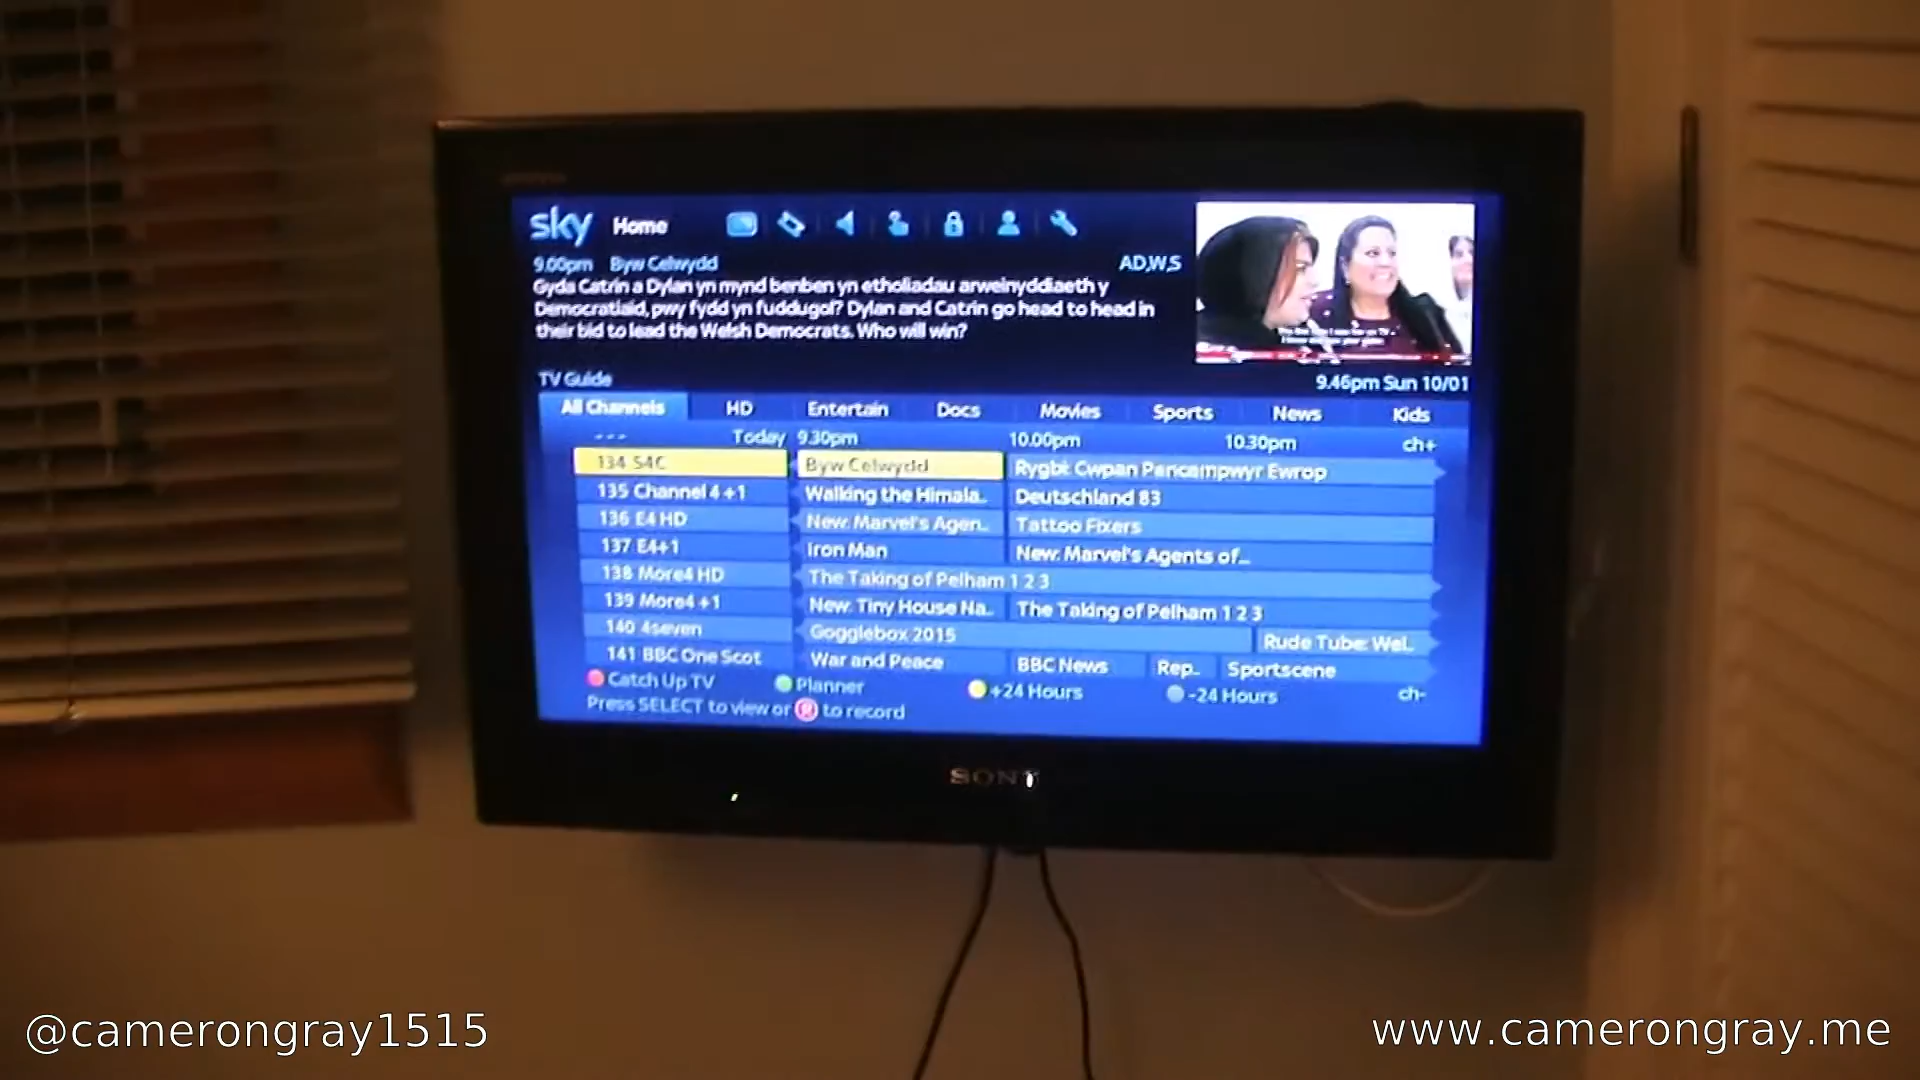 sky Home
9.00pm Byw Celwydd AD,W,S
Gyda Catrin a Dylan yn mynd benben yn etholiadau arweinyddiaeth y
Democratiaid, pwy fydd yn fuddugol? Dylan and Catrin go head to head in
their bid to lead the Welsh Democrats. Who will win?
TV Guide 9.46pm Sun 10/01
All Channels HD Entertain Docs Movies Sports News Kids
--- Today 9.30pm 10.00pm 10.30pm ch+
134 S4C Byw Celwydd Rygbi: Cwpan Pencampwyr Ewrop
135 Channel 4 +1 Walking the Himala... Deutschland 83
136 E4 HD New: Marvel's Agen... Tattoo Fixers
137 E4+1 Iron Man New: Marvel's Agents of...
138 More4 HD The Taking of Pelham 1 2 3
139 More4 +1 New: Tiny House Na... The Taking of Pelham 1 2 3
140 4seven Gogglebox 2015 Rude Tube: Wel...
141 BBC One Scot War and Peace BBC News Rep... Sportscene
Catch Up TV Planner +24 Hours -24 Hours ch-
Press SELECT to view or R to record
SONY
@camerongray1515 www.camerongray.me